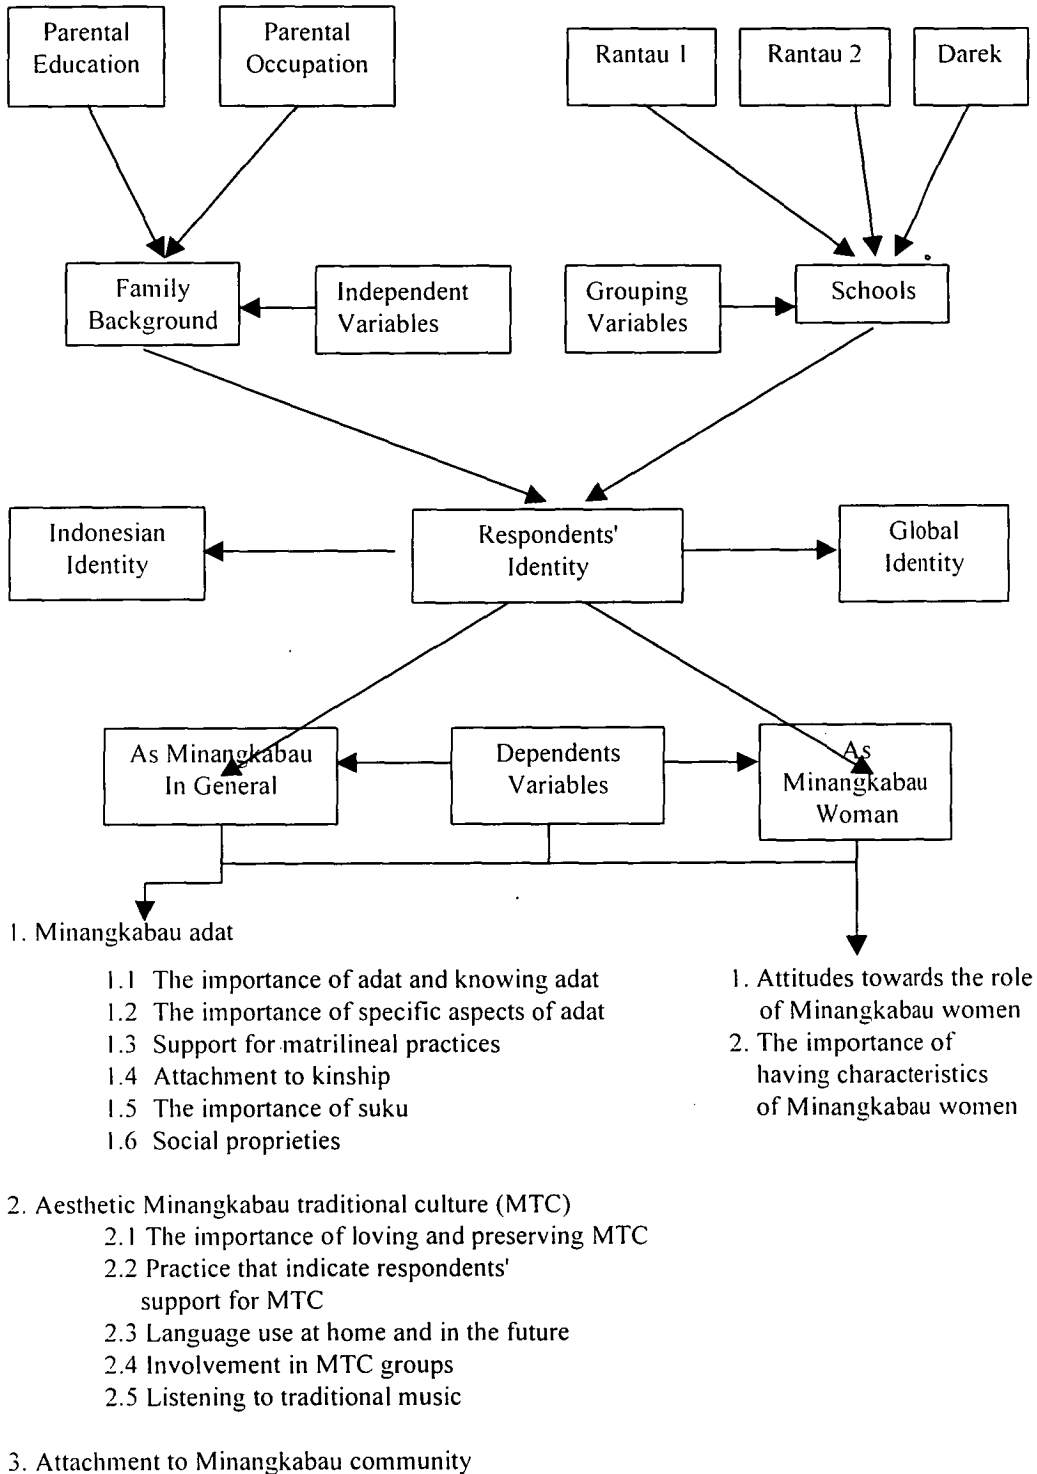 Parental
Education
Parental
Occupation
Rantau 1
Rantau 2
Darek
Family
Background
Independent
Variables
Grouping
Variables
Schools
Indonesian
Identity
Respondents'
Identity
Global
Identity
As Minangkabau
In General
Dependents
Variables
As
Minangkabau
Woman
1. Minangkabau adat
1.1 The importance of adat and knowing adat
1.2 The importance of specific aspects of adat
1.3 Support for matrilineal practices
1.4 Attachment to kinship
1.5 The importance of suku
1.6 Social proprieties
1. Attitudes towards the role
of Minangkabau women
2. The importance of
having characteristics
of Minangkabau women
2. Aesthetic Minangkabau traditional culture (MTC)
2.1 The importance of loving and preserving MTC
2.2 Practice that indicate respondents'
support for MTC
2.3 Language use at home and in the future
2.4 Involvement in MTC groups
2.5 Listening to traditional music
3. Attachment to Minangkabau community